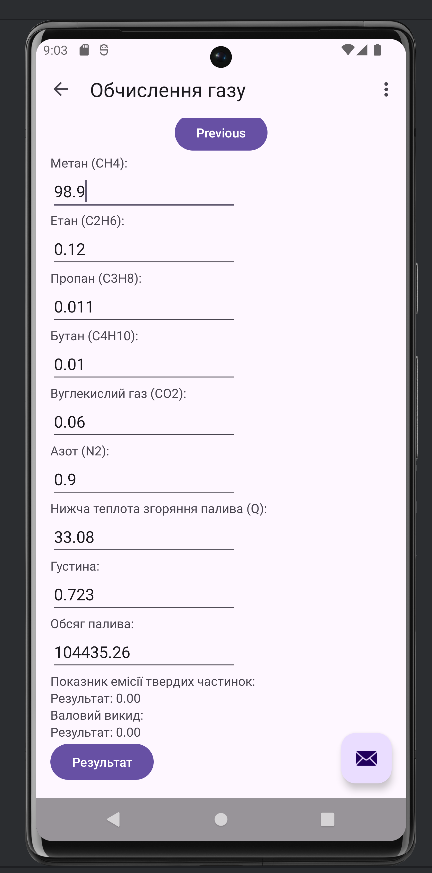 9:03
Обчислення газу
Previous
Метан (CH4):
98.9
Етан (C2H6):
0.12
Пропан (C3H8):
0.011
Бутан (C4H10):
0.01
Вуглекислий газ (CO2):
0.06
Азот (N2):
0.9
Нижча теплота згоряння палива (Q):
33.08
Густина:
0.723
Обсяг палива:
104435.26
Показник емісії твердих частинок:
Результат: 0.00
Валовий викид:
Результат: 0.00
Результат